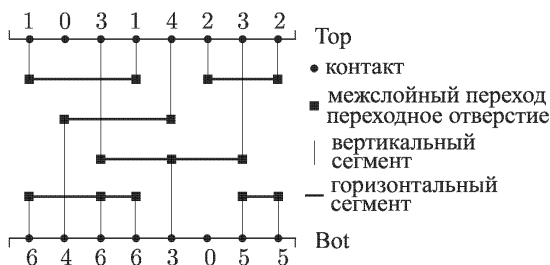 1 0 3 1 4 2 3 2
Top
контакт
межслойный переход
переходное отверстие
вертикальный
сегмент
горизонтальный
сегмент
Bot
6 4 6 6 3 0 5 5